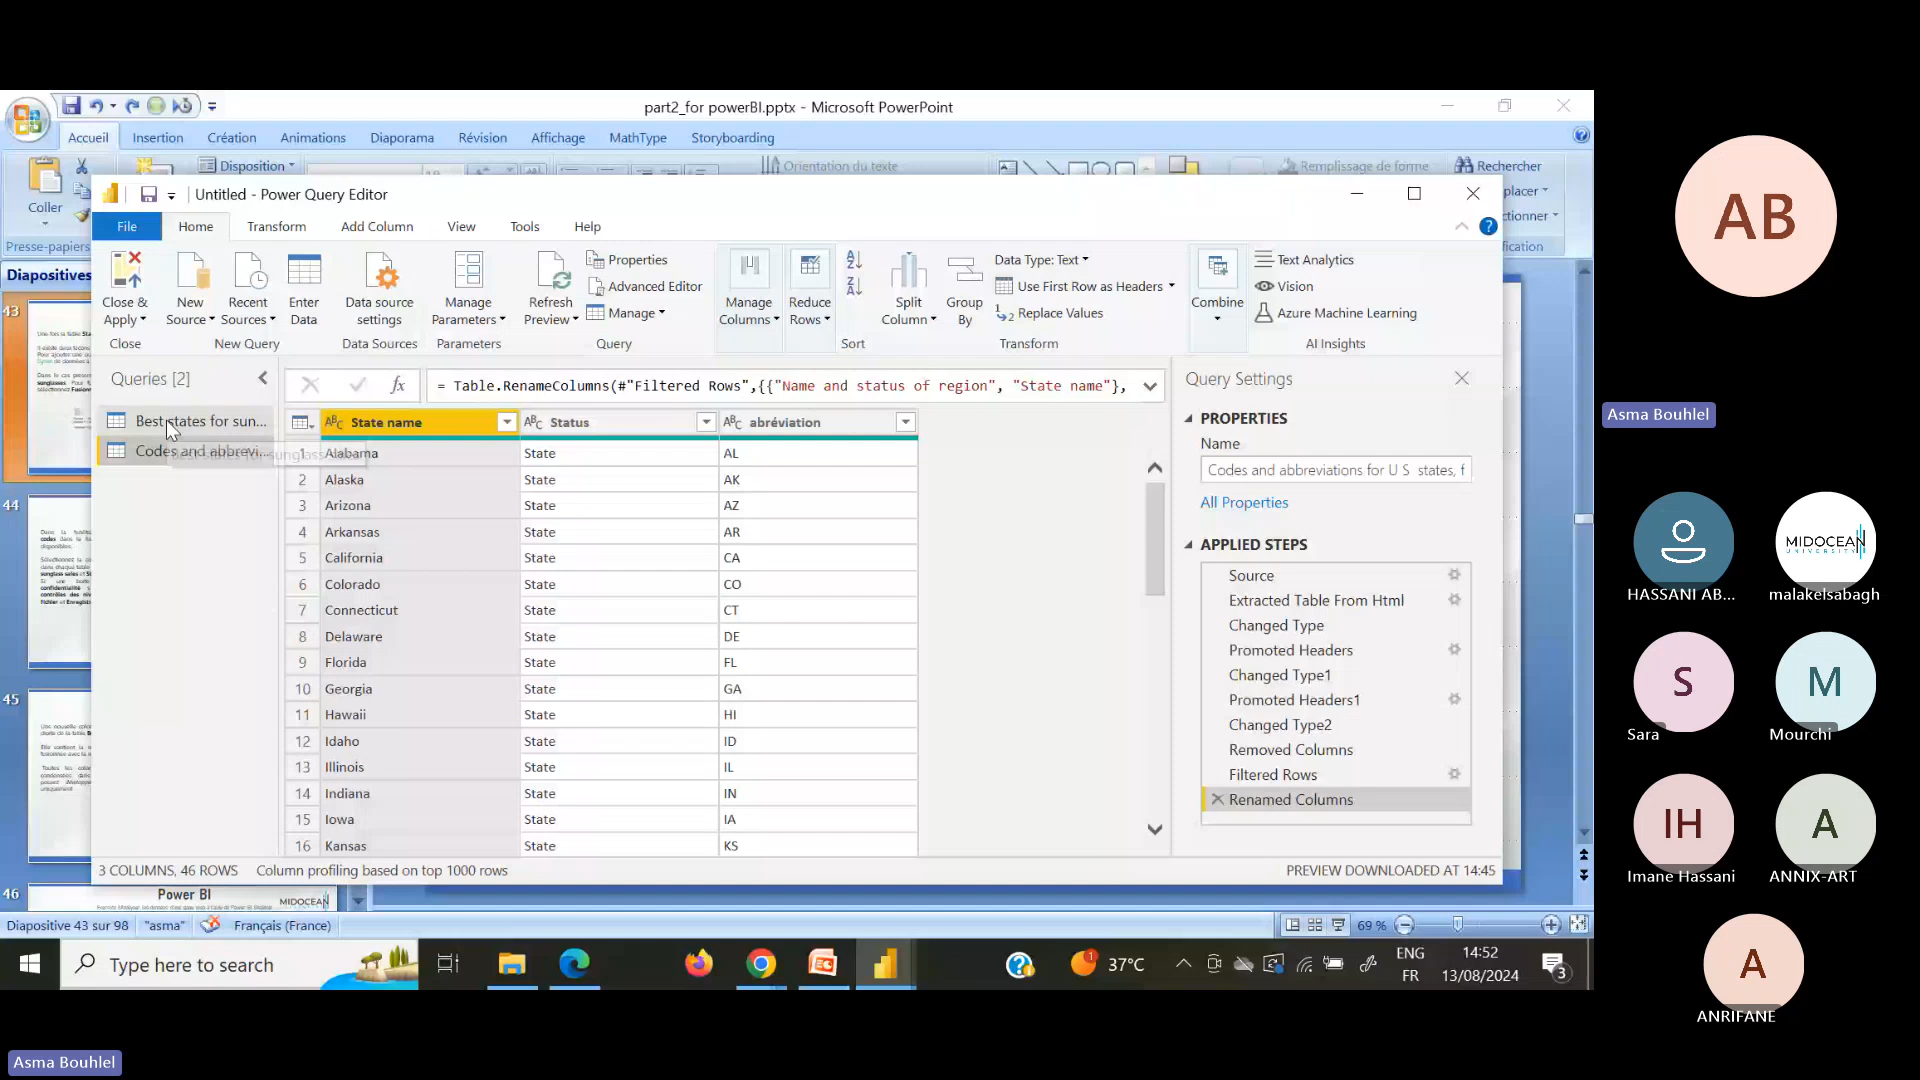 part2_for powerBI.pptx - Microsoft PowerPoint
Accueil Insertion Création Animations Diaporama Révision Affichage MathType Storyboarding
Coller
Presse-papiers
Disposition
Orientation du texte
Remplissage de forme
Rechercher
Diapositives
Untitled - Power Query Editor
File Home Transform Add Column View Tools Help
Close & Apply
Close
New Source
Recent Sources
Enter Data
New Query
Data source settings
Data Sources
Manage Parameters
Parameters
Refresh Preview
Properties
Advanced Editor
Manage
Query
Manage Columns
Reduce Rows
Sort
Split Column
Group By
Data Type: Text
Use First Row as Headers
Replace Values
Transform
Combine
Text Analytics
Vision
Azure Machine Learning
AI Insights
Queries [2]
Best states for sun...
Codes and abbrevi...
= Table.RenameColumns(#"Filtered Rows",{{"Name and status of region", "State name"},
State name Status abréviation
1 Alabama State AL
2 Alaska State AK
3 Arizona State AZ
4 Arkansas State AR
5 California State CA
6 Colorado State CO
7 Connecticut State CT
8 Delaware State DE
9 Florida State FL
10 Georgia State GA
11 Hawaii State HI
12 Idaho State ID
13 Illinois State IL
14 Indiana State IN
15 Iowa State IA
16 Kansas State KS
Query Settings
PROPERTIES
Name
Codes and abbreviations for U S states, f
All Properties
APPLIED STEPS
Source
Extracted Table From Html
Changed Type
Promoted Headers
Changed Type1
Promoted Headers1
Changed Type2
Removed Columns
Filtered Rows
Renamed Columns
3 COLUMNS, 46 ROWS Column profiling based on top 1000 rows
PREVIEW DOWNLOADED AT 14:45
43
44
45
46
Power BI
MIDOCEAN
Diapositive 43 sur 98 "asma" Français (France)
69 %
Type here to search
37°C
ENG
FR
14:52
13/08/2024
3
AB
Asma Bouhlel
HASSANI AB...
MIDOCEAN
UNIVERSITY
malakelsabagh
S
Sara
M
Mourchi
IH
Imane Hassani
A
ANNIX-ART
A
ANRIFANE
Asma Bouhlel